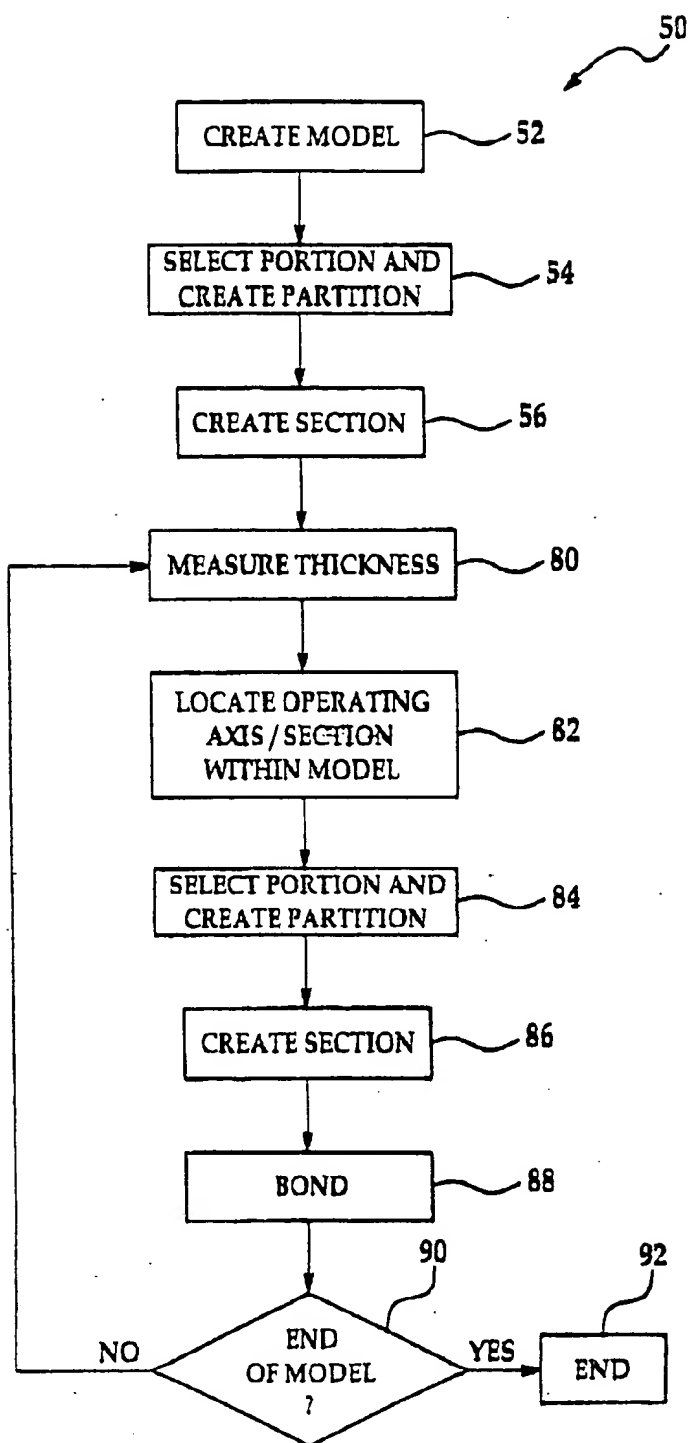 50
CREATE MODEL
52
SELECT PORTION AND
CREATE PARTITION
54
CREATE SECTION
56
MEASURE THICKNESS
80
LOCATE OPERATING
AXIS / SECTION
WITHIN MODEL
82
SELECT PORTION AND
CREATE PARTITION
84
CREATE SECTION
86
BOND
88
90
92
NO
END
OF MODEL
?
YES
END